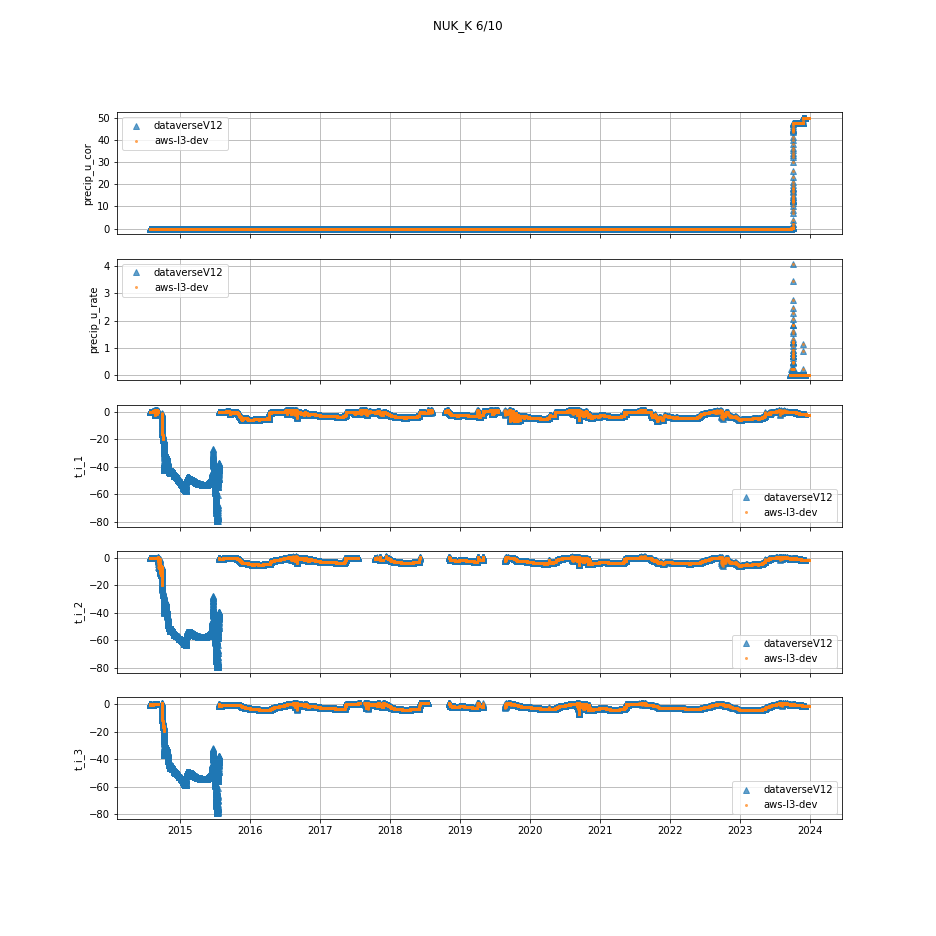 NUK_K 6/10
50
40
30
20
10
0
precip_u_cor
dataverseV12
aws-l3-dev
4
3
2
1
0
precip_u_rate
dataverseV12
aws-l3-dev
0
−20
−40
−60
−80
t_i_1
dataverseV12
aws-l3-dev
0
−20
−40
−60
−80
t_i_2
dataverseV12
aws-l3-dev
0
−20
−40
−60
−80
t_i_3
dataverseV12
aws-l3-dev
2015 2016 2017 2018 2019 2020 2021 2022 2023 2024